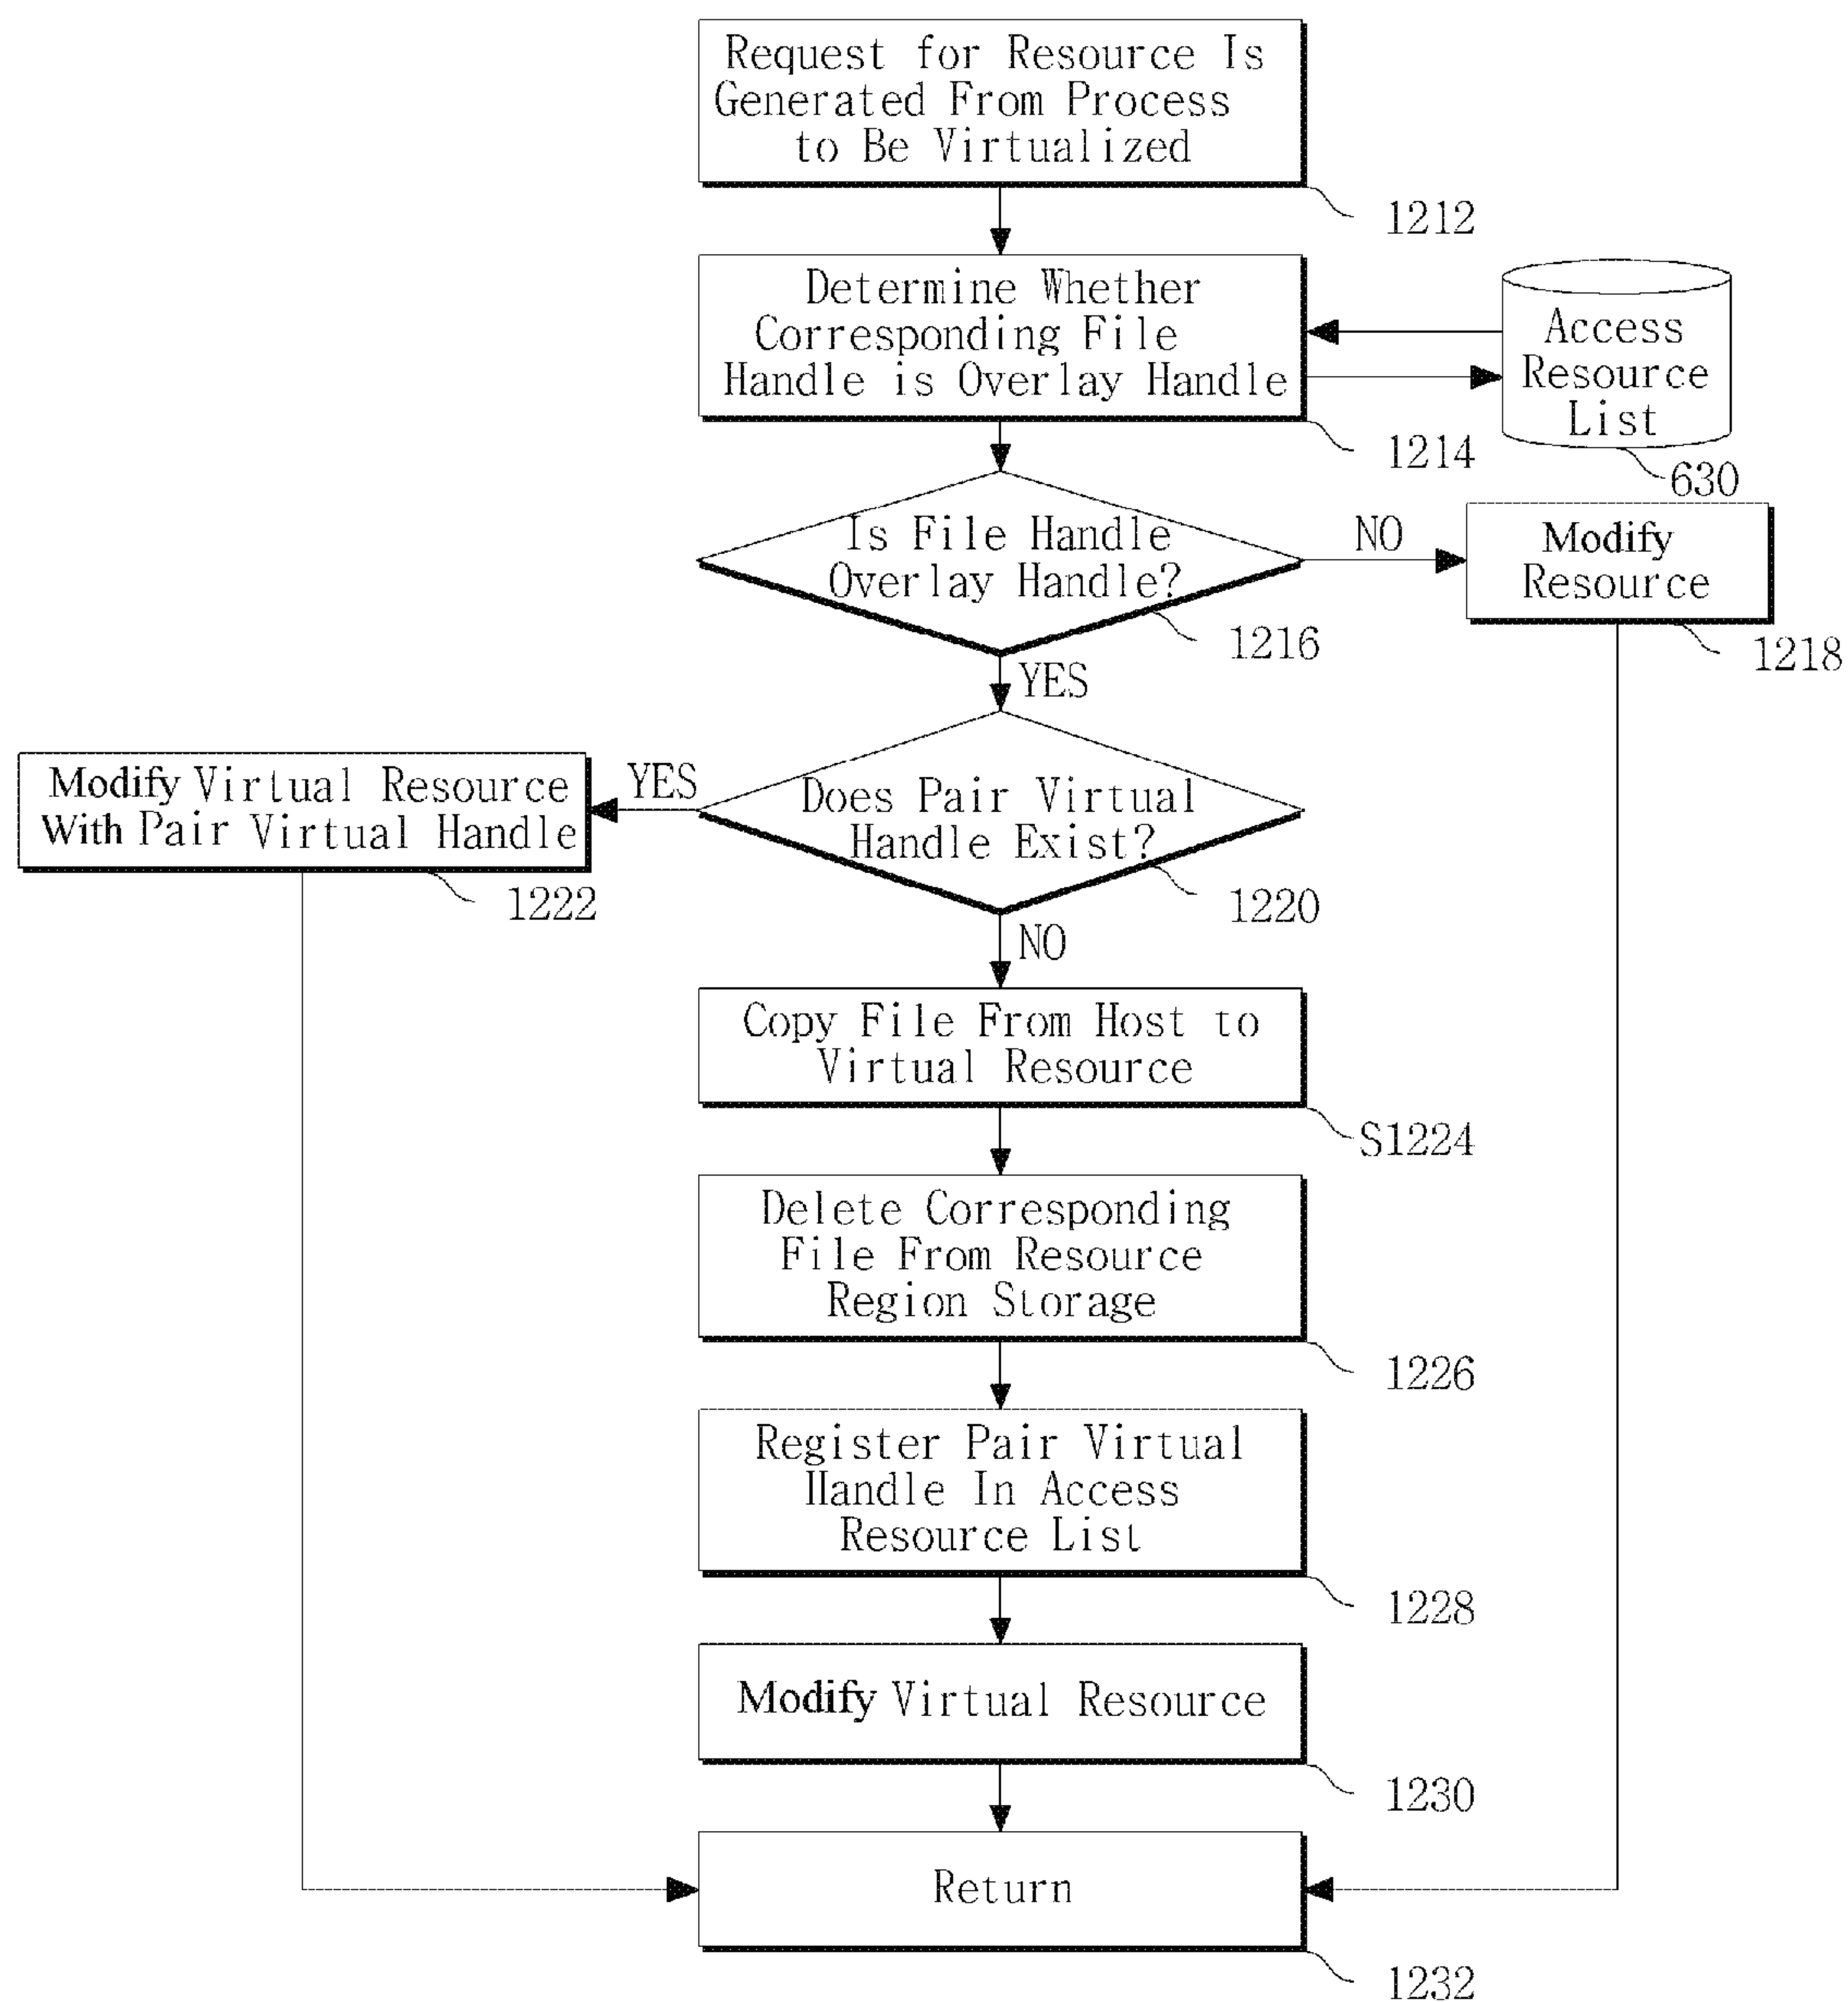 Request for Resource Is
Generated From Process
to Be Virtualized
1212
Determine Whether
Corresponding File
Handle is Overlay Handle
1214
Access
Resource
List
630
Is File Handle
Overlay Handle?
1216
NO
Modify
Resource
1218
YES
Does Pair Virtual
Handle Exist?
1220
YES
Modify Virtual Resource
With Pair Virtual Handle
1222
NO
Copy File From Host to
Virtual Resource
S1224
Delete Corresponding
File From Resource
Region Storage
1226
Register Pair Virtual
Handle In Access
Resource List
1228
Modify Virtual Resource
1230
Return
1232